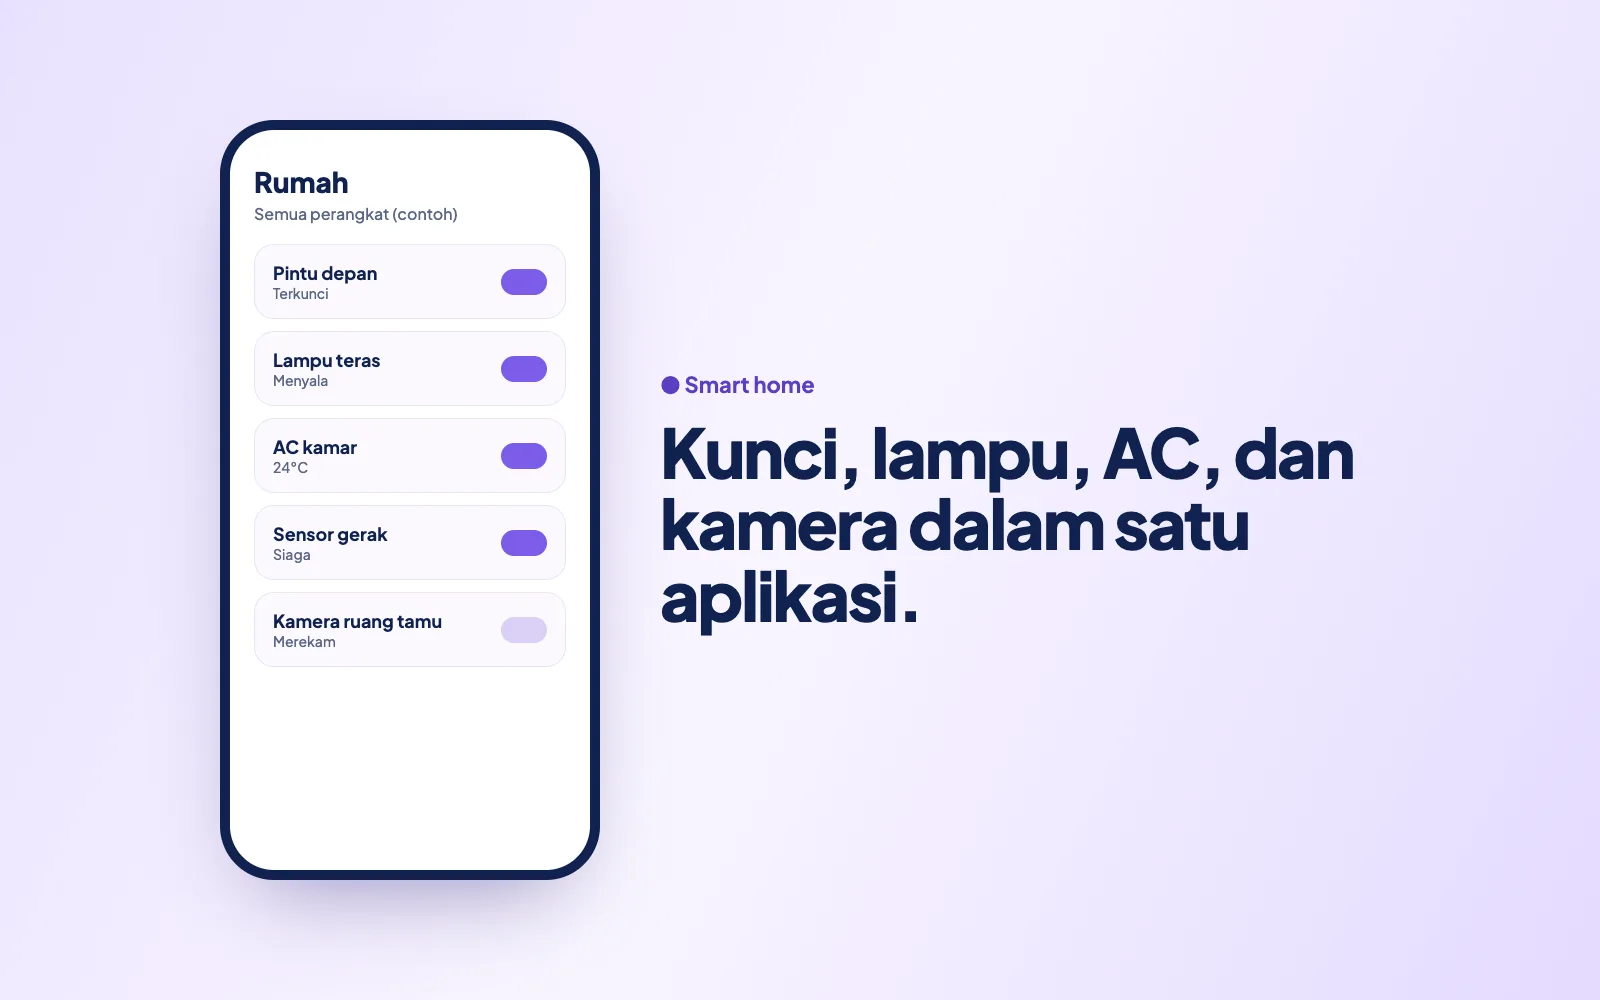 Rumah
Semua perangkat (contoh)
Pintu depan
Terkunci
Lampu teras
Menyala
AC kamar
24°C
Sensor gerak
Siaga
Kamera ruang tamu
Merekam
Smart home
Kunci, lampu, AC, dan
kamera dalam satu
aplikasi.